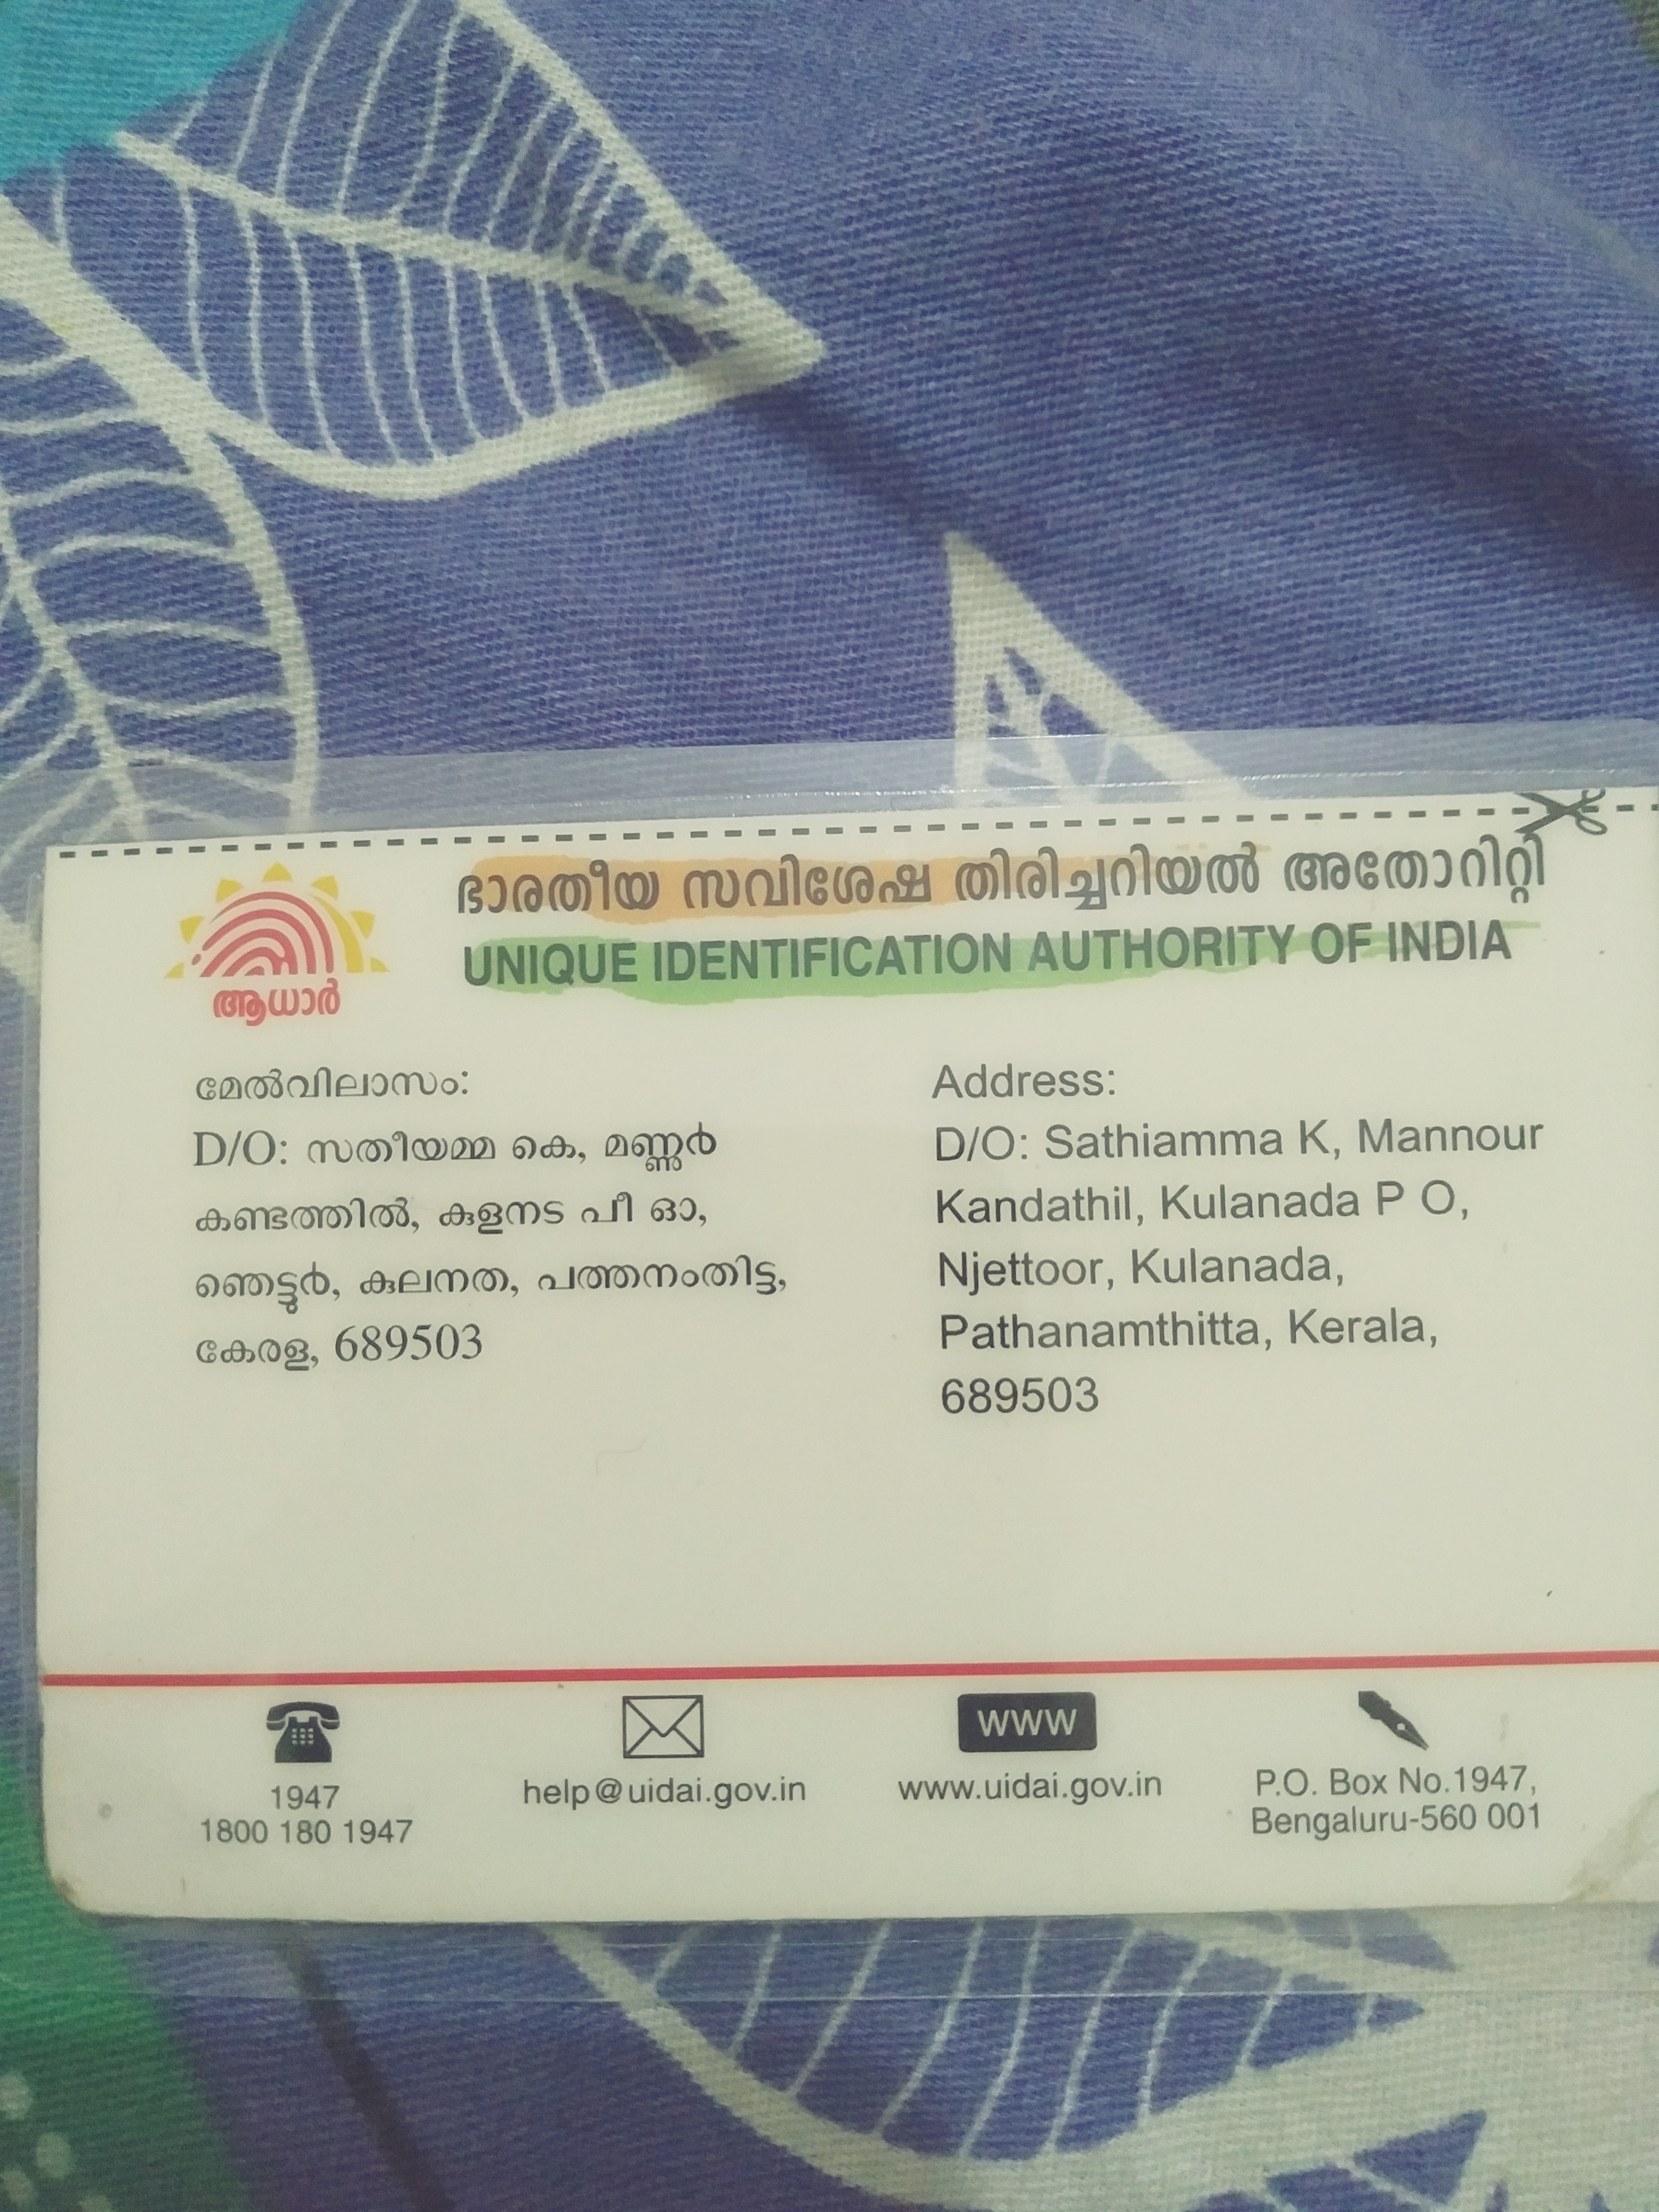 ഭാരതീയ സവിശേഷ തിരിച്ചറിയൽ അതോറിറ്റി
UNIQUE IDENTIFICATION AUTHORITY OF INDIA
ആധാർ
മേൽവിലാസം:
D/O: സതീയമ്മ കെ, മണ്ണൂർ
കണ്ടത്തിൽ, കുളനട പീ ഓ,
ഞെട്ടൂർ, കുലനത, പത്തനംതിട്ട,
കേരള, 689503
Address:
D/O: Sathiamma K, Mannour
Kandathil, Kulanada P O,
Njettoor, Kulanada,
Pathanamthitta, Kerala,
689503
1947
1800 180 1947
help@uidai.gov.in
www
www.uidai.gov.in
P.O. Box No.1947,
Bengaluru-560 001